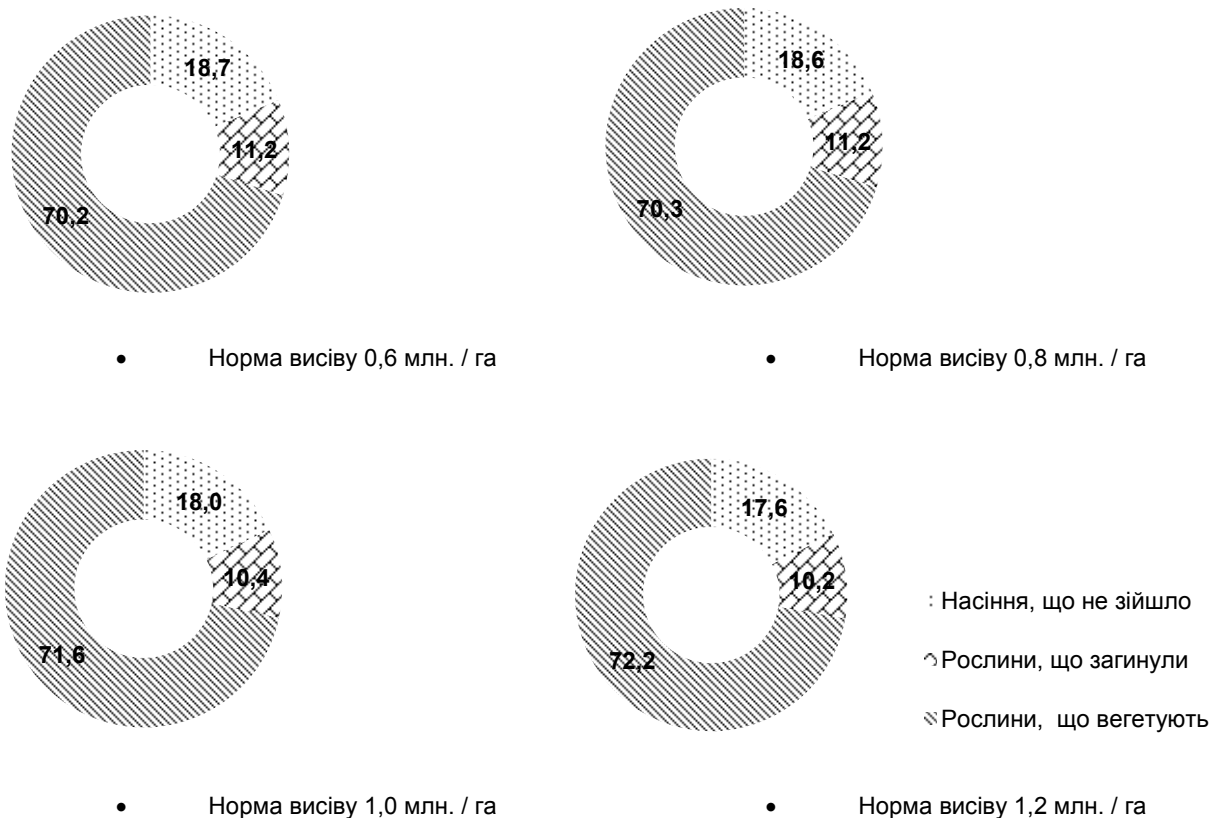 18,7
11,2
70,2
18,6
11,2
70,3
• Норма висіву 0,6 млн. / га
• Норма висіву 0,8 млн. / га
18,0
10,4
71,6
17,6
10,2
72,2
Насіння, що не зійшло
Рослини, що загинули
Рослини, що вегетують
• Норма висіву 1,0 млн. / га
• Норма висіву 1,2 млн. / га